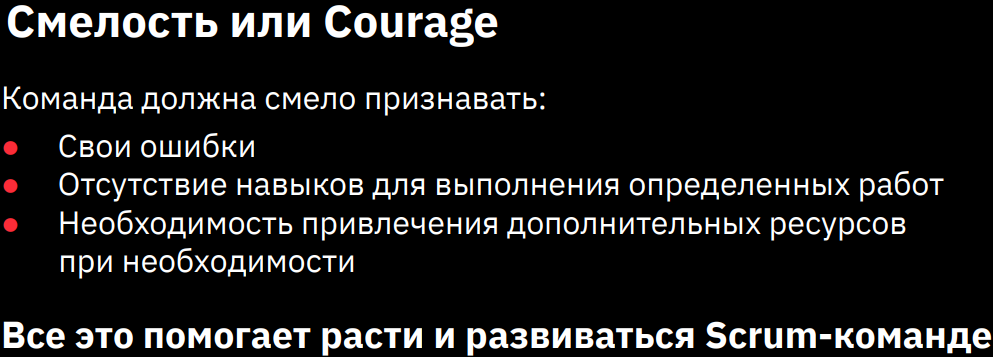 Смелость или Courage
Команда должна смело признавать:
● Свои ошибки
● Отсутствие навыков для выполнения определенных работ
● Необходимость привлечения дополнительных ресурсов
при необходимости
Все это помогает расти и развиваться Scrum-команде